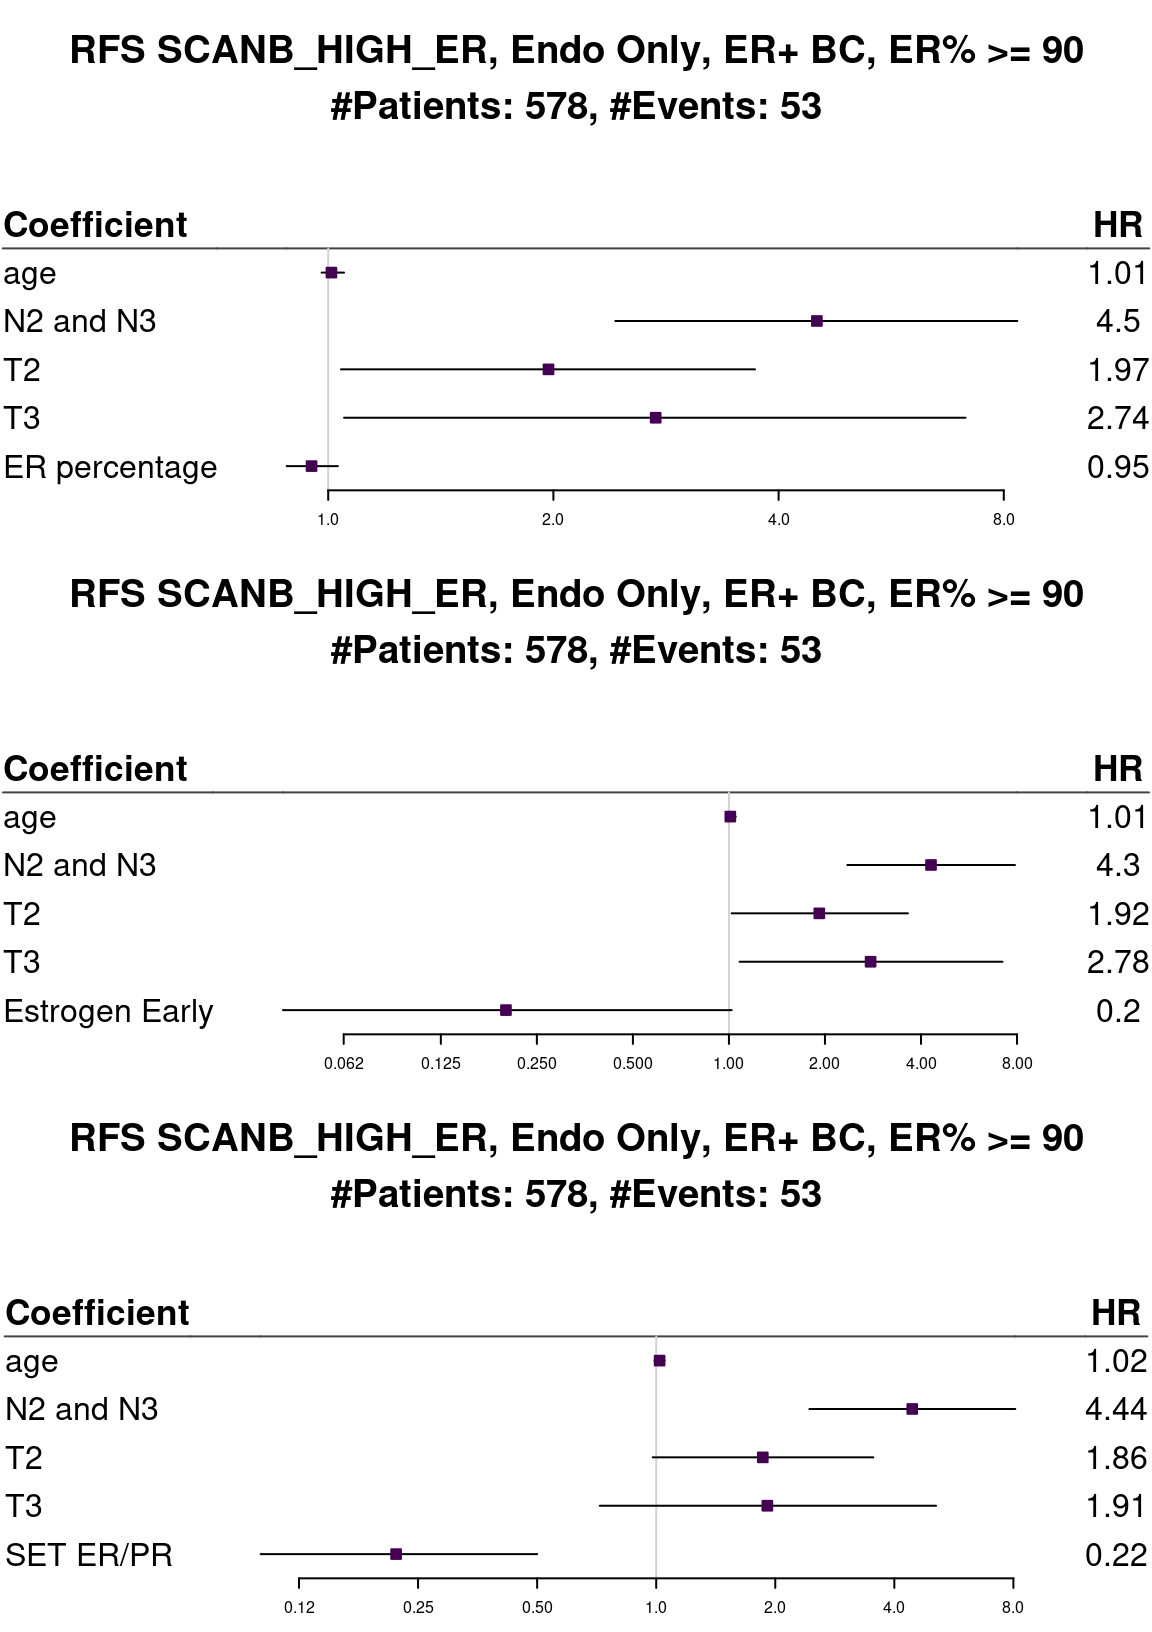 RFS SCANB_HIGH_ER, Endo Only, ER+ BC, ER% >= 90
#Patients: 578, #Events: 53
Coefficient HR
age 1.01
N2 and N3 4.5
T2 1.97
T3 2.74
ER percentage 0.95
1.0 2.0 4.0 8.0
RFS SCANB_HIGH_ER, Endo Only, ER+ BC, ER% >= 90
#Patients: 578, #Events: 53
Coefficient HR
age 1.01
N2 and N3 4.3
T2 1.92
T3 2.78
Estrogen Early 0.2
0.062 0.125 0.250 0.500 1.00 2.00 4.00 8.00
RFS SCANB_HIGH_ER, Endo Only, ER+ BC, ER% >= 90
#Patients: 578, #Events: 53
Coefficient HR
age 1.02
N2 and N3 4.44
T2 1.86
T3 1.91
SET ER/PR 0.22
0.12 0.25 0.50 1.0 2.0 4.0 8.0